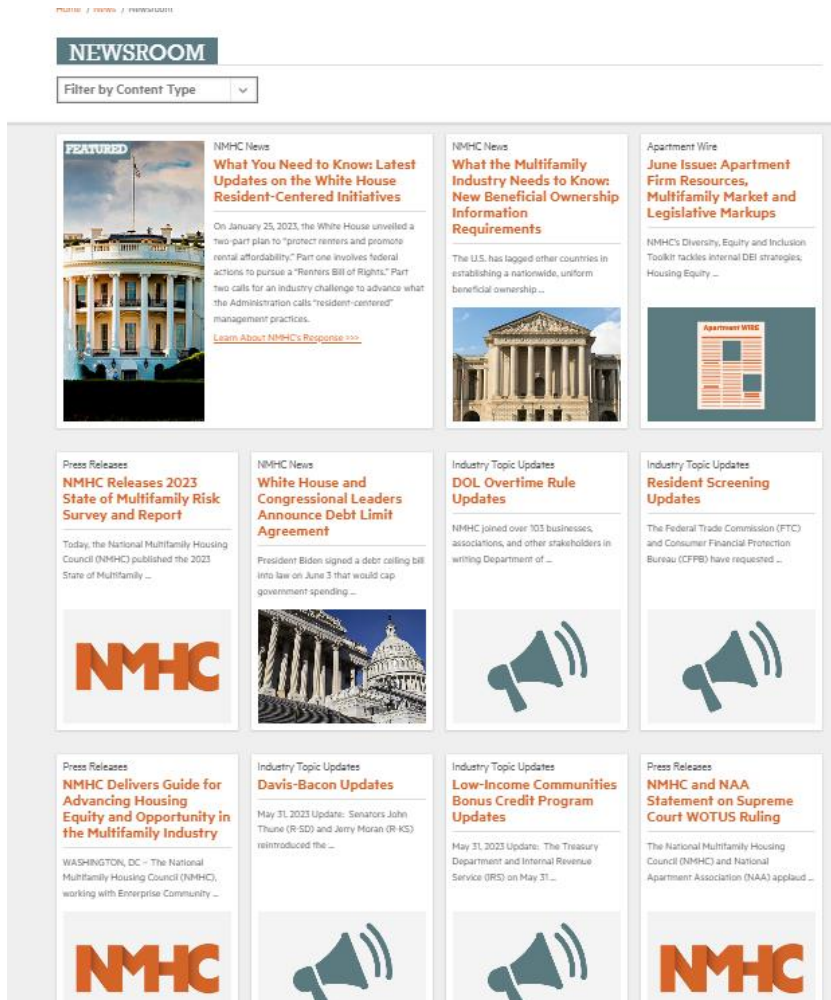 Home / News / Newsroom
NEWSROOM
Filter by Content Type
FEATURED
NMHC News
What You Need to Know: Latest
Updates on the White House
Resident-Centered Initiatives
On January 25, 2023, the White House unveiled a
two-part plan to "protect renters and promote
rental affordability." Part one involves federal
actions to pursue a "Renters Bill of Rights." Part
two calls for an industry challenge to advance what
the Administration calls "resident-centered"
management practices.
Learn About NMHC's Response >>>
NMHC News
What the Multifamily
Industry Needs to Know:
New Beneficial Ownership
Information
Requirements
The U.S. has lagged other countries in
establishing a nationwide, uniform
beneficial ownership ...
Apartment Wire
June Issue: Apartment
Firm Resources,
Multifamily Market and
Legislative Markups
NMHC's Diversity, Equity and Inclusion
Toolkit tackles internal DEI strategies;
Housing Equity ...
Apartment WIRE
Press Releases
NMHC Releases 2023
State of Multifamily Risk
Survey and Report
Today, the National Multifamily Housing
Council (NMHC) published the 2023
State of Multifamily ...
NMHC
NMHC News
White House and
Congressional Leaders
Announce Debt Limit
Agreement
President Biden signed a debt ceiling bill
into law on June 3 that would cap
government spending ...
Industry Topic Updates
DOL Overtime Rule
Updates
NMHC joined over 103 businesses,
associations, and other stakeholders in
writing Department of ...
Industry Topic Updates
Resident Screening
Updates
The Federal Trade Commission (FTC)
and Consumer Financial Protection
Bureau (CFPB) have requested ...
Press Releases
NMHC Delivers Guide for
Advancing Housing
Equity and Opportunity in
the Multifamily Industry
WASHINGTON, DC – The National
Multifamily Housing Council (NMHC),
working with Enterprise Community ...
NMHC
Industry Topic Updates
Davis-Bacon Updates
May 31, 2023 Update: Senators John
Thune (R-SD) and Jerry Moran (R-KS)
reintroduced the ...
Industry Topic Updates
Low-Income Communities
Bonus Credit Program
Updates
May 31, 2023 Update: The Treasury
Department and Internal Revenue
Service (IRS) on May 31 ...
Press Releases
NMHC and NAA
Statement on Supreme
Court WOTUS Ruling
The National Multifamily Housing
Council (NMHC) and National
Apartment Association (NAA) applaud ...
NMHC